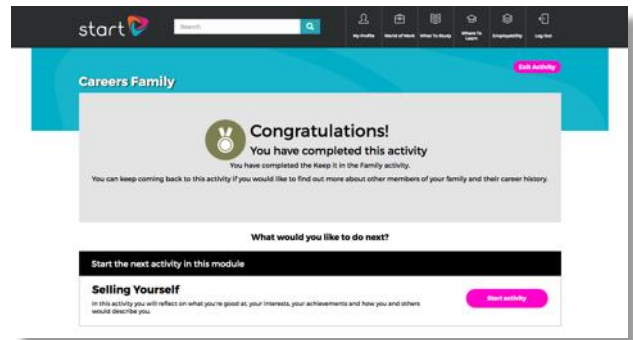 start
Search
My Profile
World of Work
What To Study
Where To Learn
Employability
Log Out
Exit Activity
Careers Family
Congratulations!
You have completed this activity
You have completed the Keep it in the Family activity.
You can keep coming back to this activity if you would like to find out more about other members of your family and their career history.
What would you like to do next?
Start the next activity in this module
Selling Yourself
In this activity you will reflect on what you're good at, your interests, your achievements and how you and others
would describe you.
Start activity